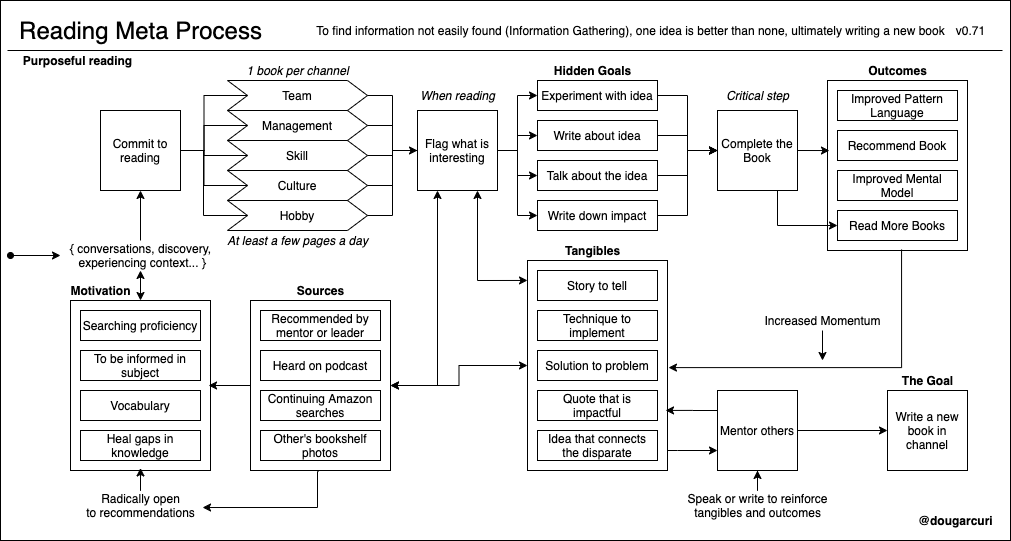 Reading Meta Process
To find information not easily found (Information Gathering), one idea is better than none, ultimately writing a new book v0.71
Purposeful reading
1 book per channel
Team
Management
Skill
Culture
Hobby
At least a few pages a day
Commit to
reading
{ conversations, discovery,
experiencing context... }
When reading
Flag what is
interesting
Hidden Goals
Experiment with idea
Write about idea
Talk about the idea
Write down impact
Critical step
Complete the
Book
Outcomes
Improved Pattern
Language
Recommend Book
Improved Mental
Model
Read More Books
Motivation
Searching proficiency
To be informed in
subject
Vocabulary
Heal gaps in
knowledge
Radically open
to recommendations
Sources
Recommended by
mentor or leader
Heard on podcast
Continuing Amazon
searches
Other's bookshelf
photos
Tangibles
Story to tell
Technique to
implement
Solution to problem
Quote that is
impactful
Idea that connects
the disparate
Increased Momentum
Mentor others
Speak or write to reinforce
tangibles and outcomes
The Goal
Write a new
book in
channel
@dougarcuri